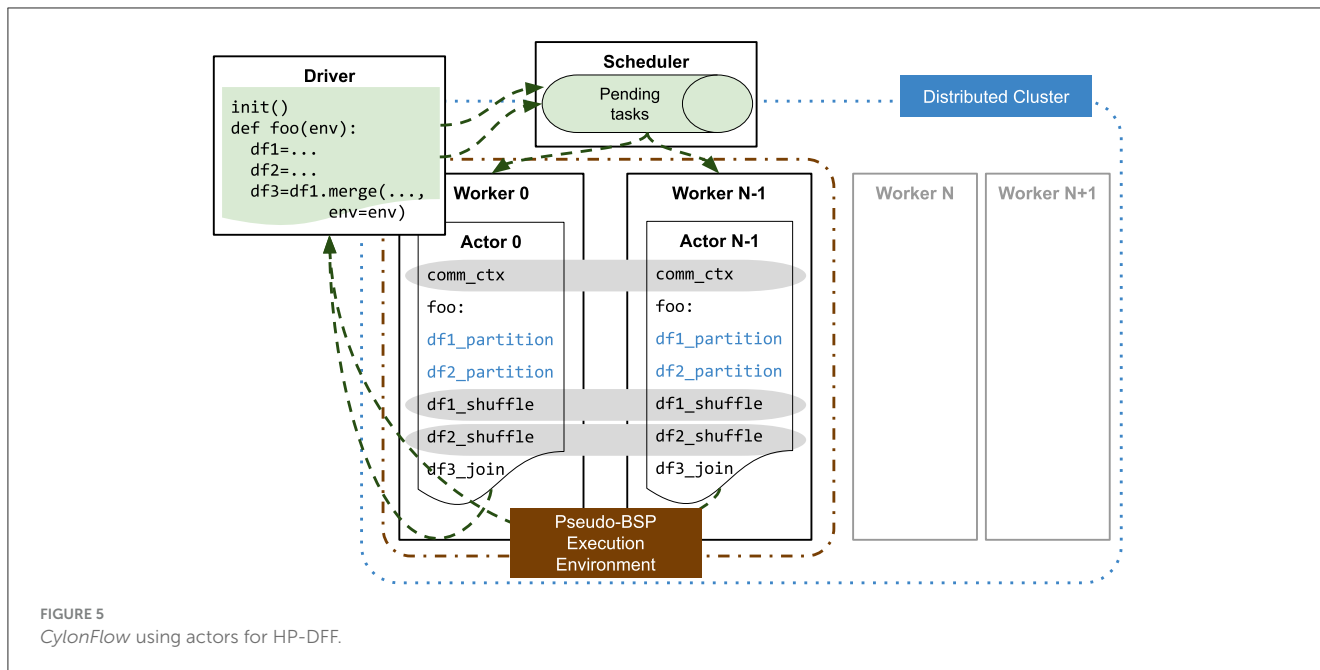 Driver
init()
def foo(env):
df1=...
df2=...
df3=df1.merge(...,
env=env)
Scheduler
Pending
tasks
Distributed Cluster
Worker 0
Actor 0
comm_ctx
foo:
df1_partition
df2_partition
df1_shuffle
df2_shuffle
df3_join
Worker N-1
Actor N-1
comm_ctx
foo:
df1_partition
df2_partition
df1_shuffle
df2_shuffle
df3_join
Worker N
Worker N+1
Pseudo-BSP
Execution
Environment
FIGURE 5
CylonFlow using actors for HP-DFF.